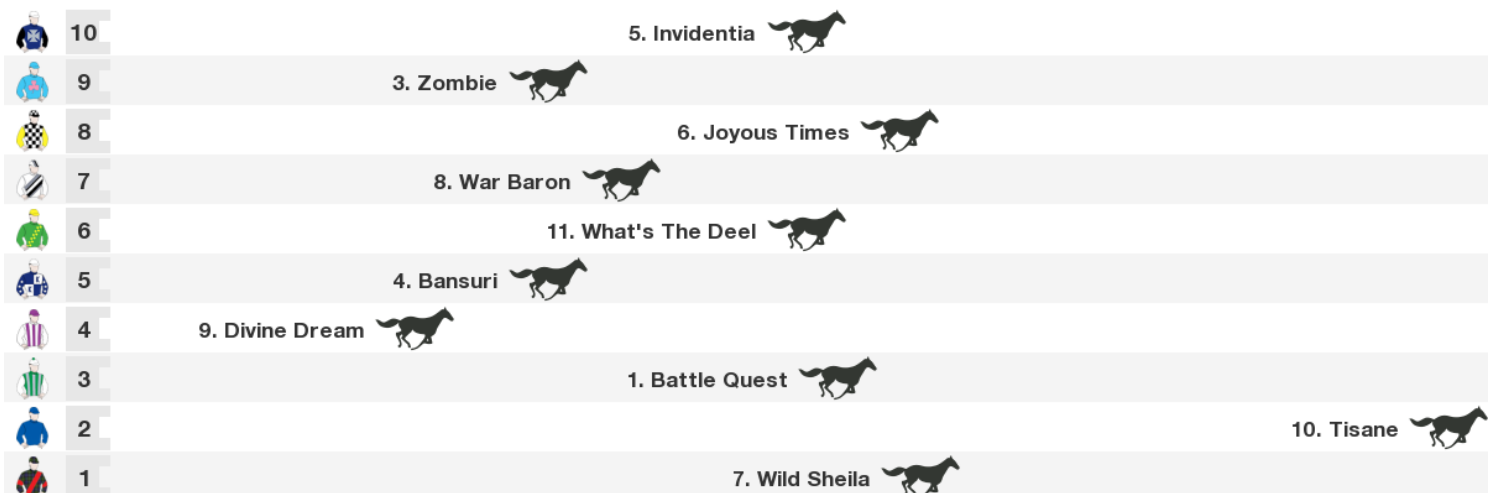 10 5. Invidentia
9 3. Zombie
8 6. Joyous Times
7 8. War Baron
6 11. What's The Deel
5 4. Bansuri
4 9. Divine Dream
3 1. Battle Quest
2 10. Tisane
1 7. Wild Sheila